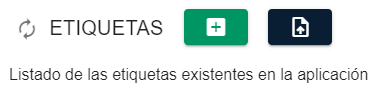 ETIQUETAS
Listado de las etiquetas existentes en la aplicación